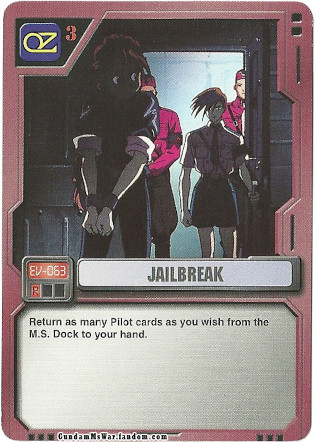 OZ
3
JAILBREAK
EV-063
R
Return as many Pilot cards as you wish from the
M.S. Dock to your hand.
GundamMsWar.fandom.com